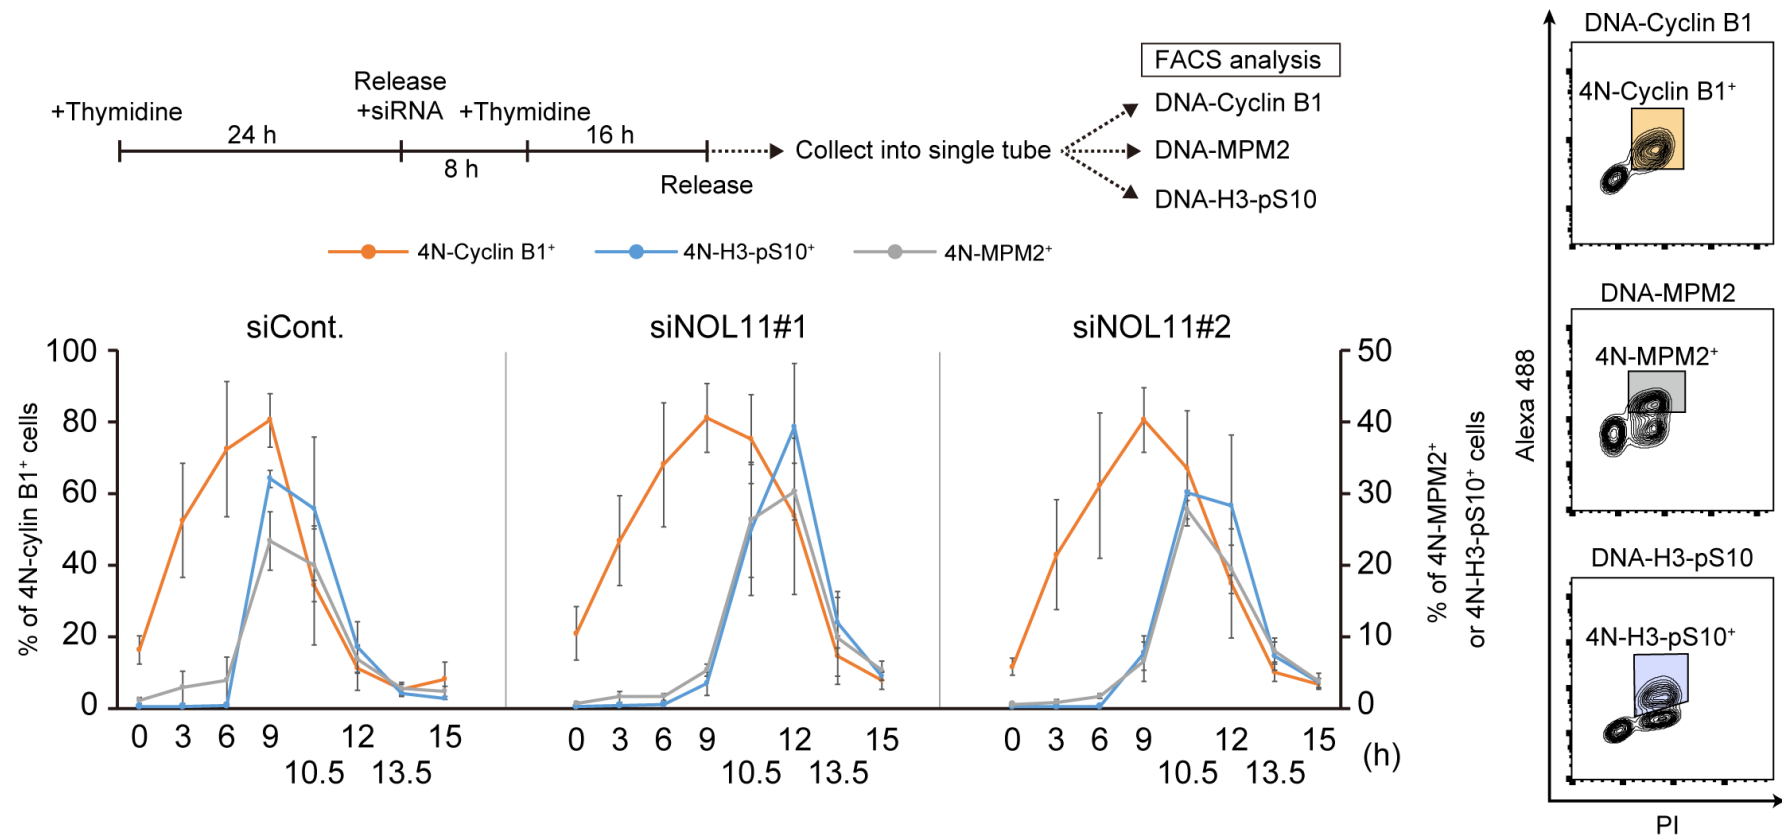 +Thymidine
24 h
Release
+siRNA
8 h
+Thymidine
16 h
Release
Collect into single tube
FACS analysis
DNA-Cyclin B1
DNA-MPM2
DNA-H3-pS10
4N-Cyclin B1⁺
4N-H3-pS10⁺
4N-MPM2⁺
siCont.
siNOL11#1
siNOL11#2
% of 4N-cylin B1⁺ cells
100
80
60
40
20
0
0 3 6 9 10.5 12 13.5 15
0 3 6 9 10.5 12 13.5 15
0 3 6 9 10.5 12 13.5 15
(h)
50
40
30
20
10
0
% of 4N-MPM2⁺
or 4N-H3-pS10⁺ cells
DNA-Cyclin B1
4N-Cyclin B1⁺
DNA-MPM2
4N-MPM2⁺
DNA-H3-pS10
4N-H3-pS10⁺
Alexa 488
PI